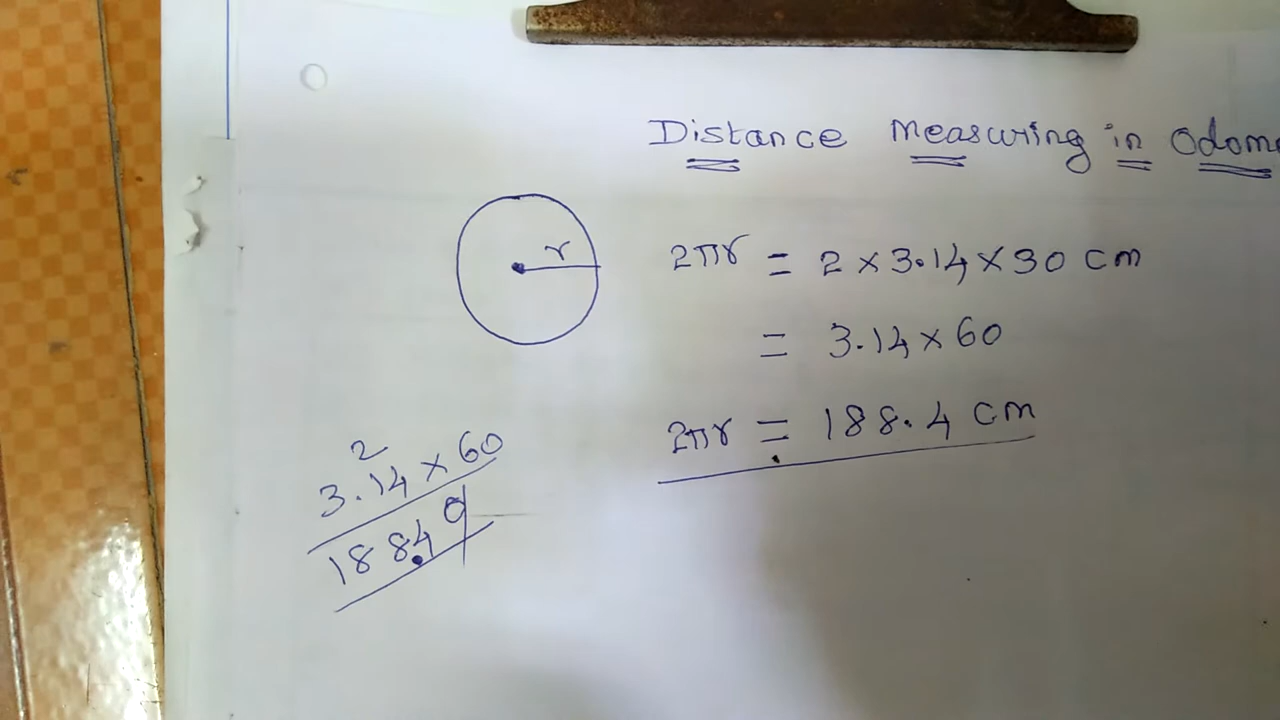 Distance Measuring in Odome
r
2πr = 2 × 3.14 × 30 cm
= 3.14 × 60
2πr = 188.4 cm
2
3.14 × 60
188.40